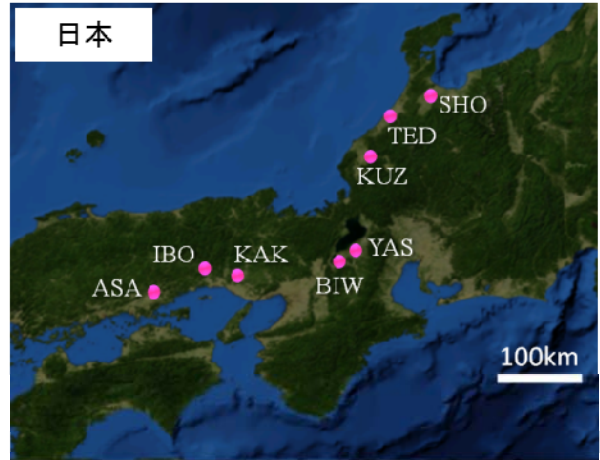 日本
SHO
TED
KUZ
YAS
IBO
KAK
BIW
ASA
100km